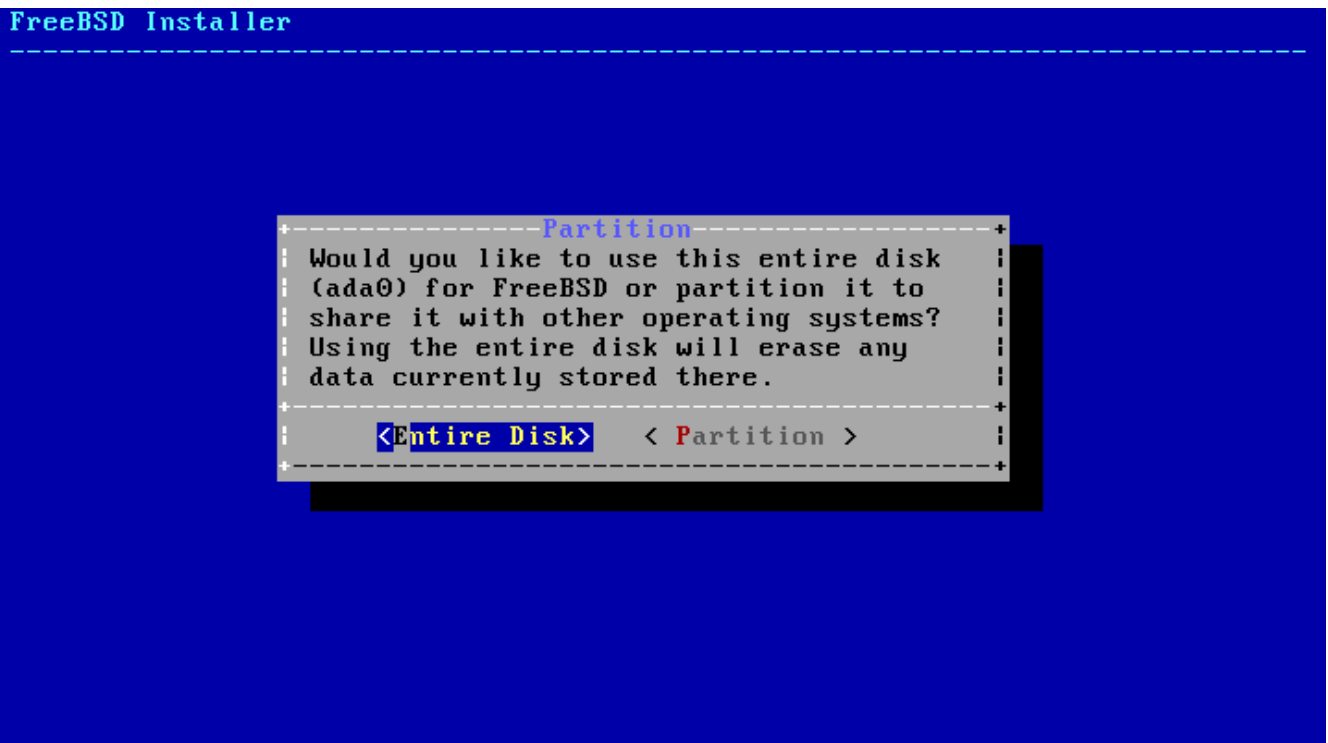 FreeBSD Installer
Partition
Would you like to use this entire disk
(ada0) for FreeBSD or partition it to
share it with other operating systems?
Using the entire disk will erase any
data currently stored there.
<Entire Disk> < Partition >